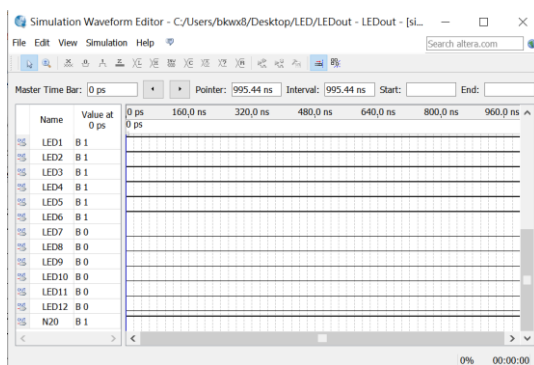 Simulation Waveform Editor - C:/Users/bkwx8/Desktop/LED/LEDout - LEDout - [si...
File Edit View Simulation Help
Search altera.com
Master Time Bar: 0 ps Pointer: 995.44 ns Interval: 995.44 ns Start: End:
Name Value at 0 ps
0 ps 160,0 ns 320,0 ns 480,0 ns 640,0 ns 800,0 ns 960,0 ns
0 ps
LED1 B 1
LED2 B 1
LED3 B 1
LED4 B 1
LED5 B 1
LED6 B 1
LED7 B 0
LED8 B 0
LED9 B 0
LED10 B 0
LED11 B 0
LED12 B 0
N20 B 1
0% 00:00:00